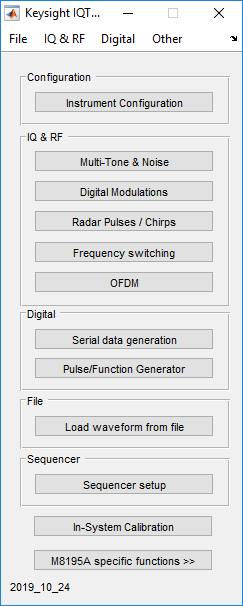 Keysight IQT...
File IQ & RF Digital Other
Configuration
Instrument Configuration
IQ & RF
Multi-Tone & Noise
Digital Modulations
Radar Pulses / Chirps
Frequency switching
OFDM
Digital
Serial data generation
Pulse/Function Generator
File
Load waveform from file
Sequencer
Sequencer setup
In-System Calibration
M8195A specific functions >>
2019_10_24